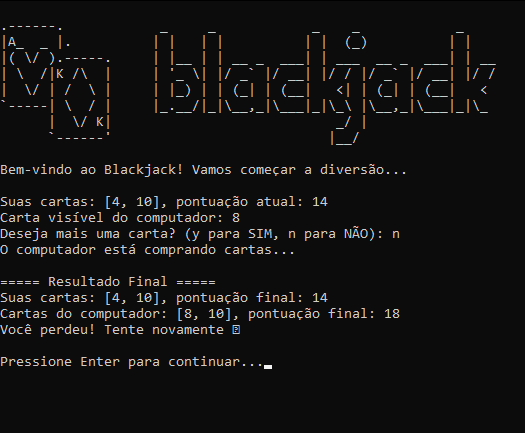 blackjack
A
K
K
Bem-vindo ao Blackjack! Vamos começar a diversão...
Suas cartas: [4, 10], pontuação atual: 14
Carta visível do computador: 8
Deseja mais uma carta? (y para SIM, n para NÃO): n
O computador está comprando cartas...
===== Resultado Final =====
Suas cartas: [4, 10], pontuação final: 14
Cartas do computador: [8, 10], pontuação final: 18
Você perdeu! Tente novamente
Pressione Enter para continuar...